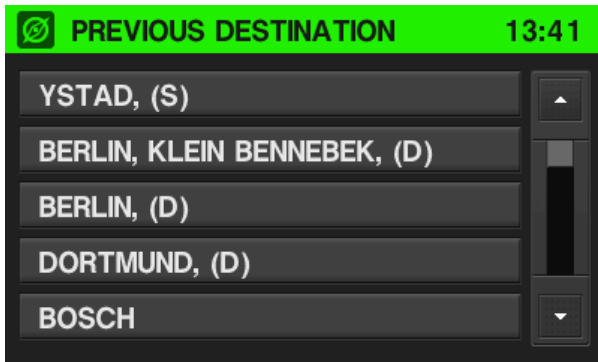 PREVIOUS DESTINATION 13:41
YSTAD, (S)
BERLIN, KLEIN BENNEBEK, (D)
BERLIN, (D)
DORTMUND, (D)
BOSCH